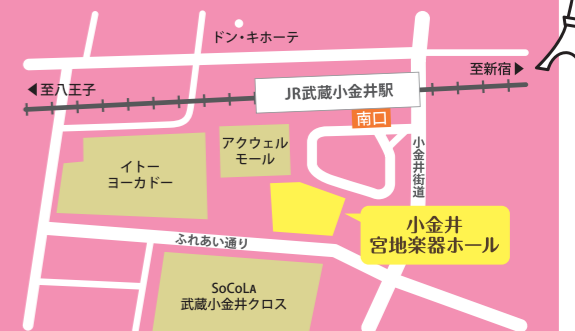 ドン・キホーテ
至新宿▶
◀至八王子
JR武蔵小金井駅
南口
アクウェル
モール
イトー
ヨーカドー
小金井街道
小金井
宮地楽器ホール
ふれあい通り
SoCoLA
武蔵小金井クロス